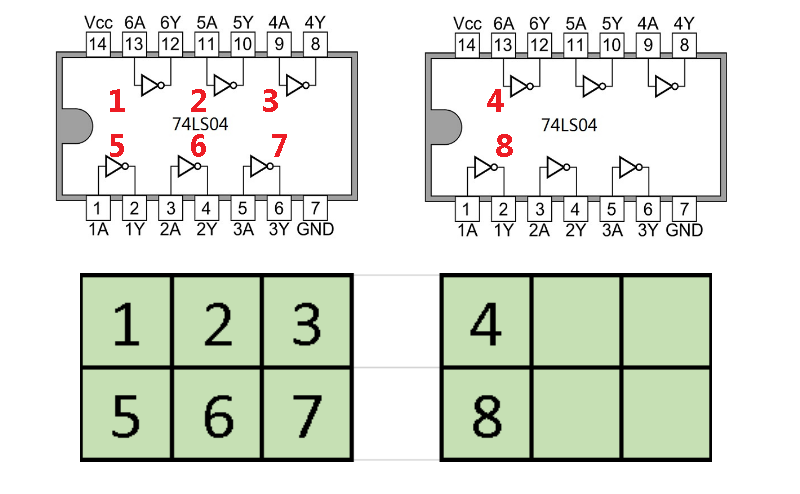 Vcc 6A 6Y 5A 5Y 4A 4Y
14 13 12 11 10 9 8
1 2 3
74LS04
5 6 7
1 2 3 4 5 6 7
1A 1Y 2A 2Y 3A 3Y GND
Vcc 6A 6Y 5A 5Y 4A 4Y
14 13 12 11 10 9 8
4
74LS04
8
1 2 3 4 5 6 7
1A 1Y 2A 2Y 3A 3Y GND
1 2 3 4
5 6 7 8